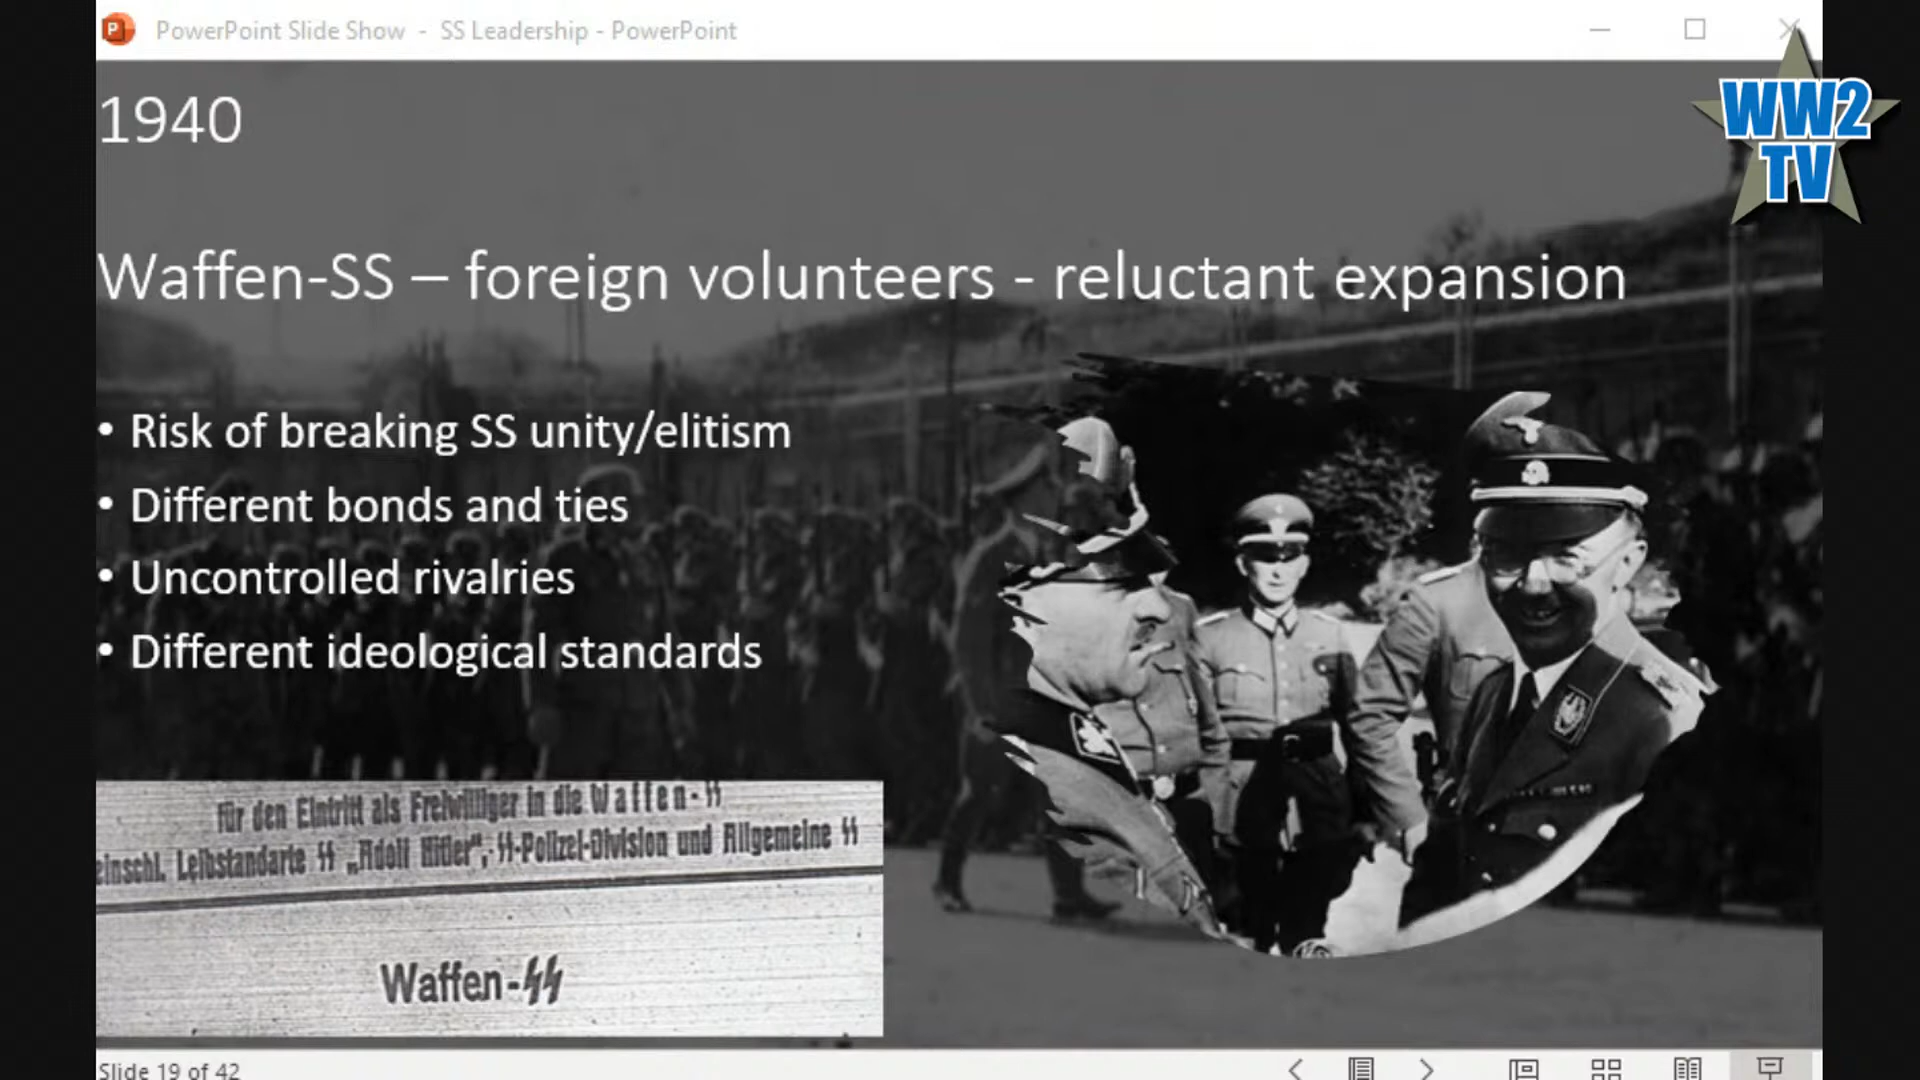 PowerPoint Slide Show - SS Leadership - PowerPoint
WW2
TV
1940
Waffen-SS – foreign volunteers - reluctant expansion
• Risk of breaking SS unity/elitism
• Different bonds and ties
• Uncontrolled rivalries
• Different ideological standards
für den Eintritt als Freiwilliger in die Waffen-SS
einschl. Leibstandarte SS „Adolf Hitler", SS-Polizei-Division und Allgemeine SS
Waffen-SS
Slide 19 of 42